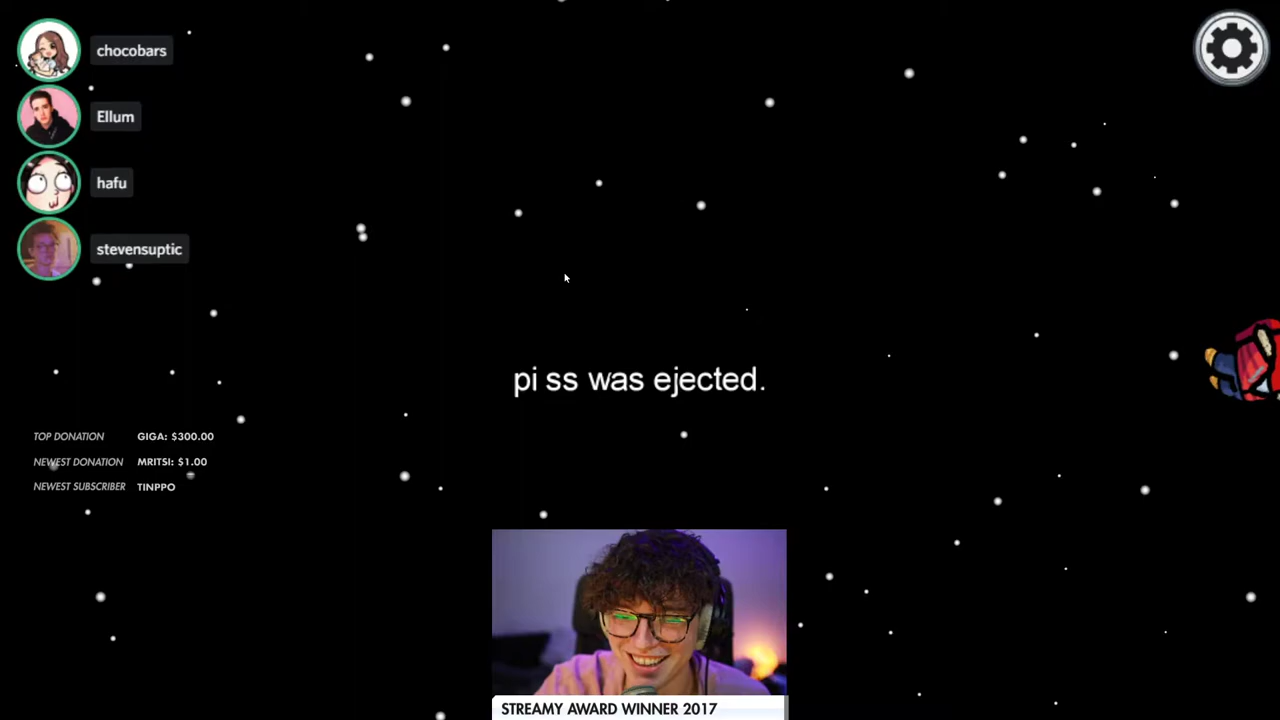 chocobars
Ellum
hafu
stevensuptic
pi ss was ejected.
TOP DONATION GIGA: $300.00
NEWEST DONATION MRITSI: $1.00
NEWEST SUBSCRIBER TINPPO
STREAMY AWARD WINNER 2017